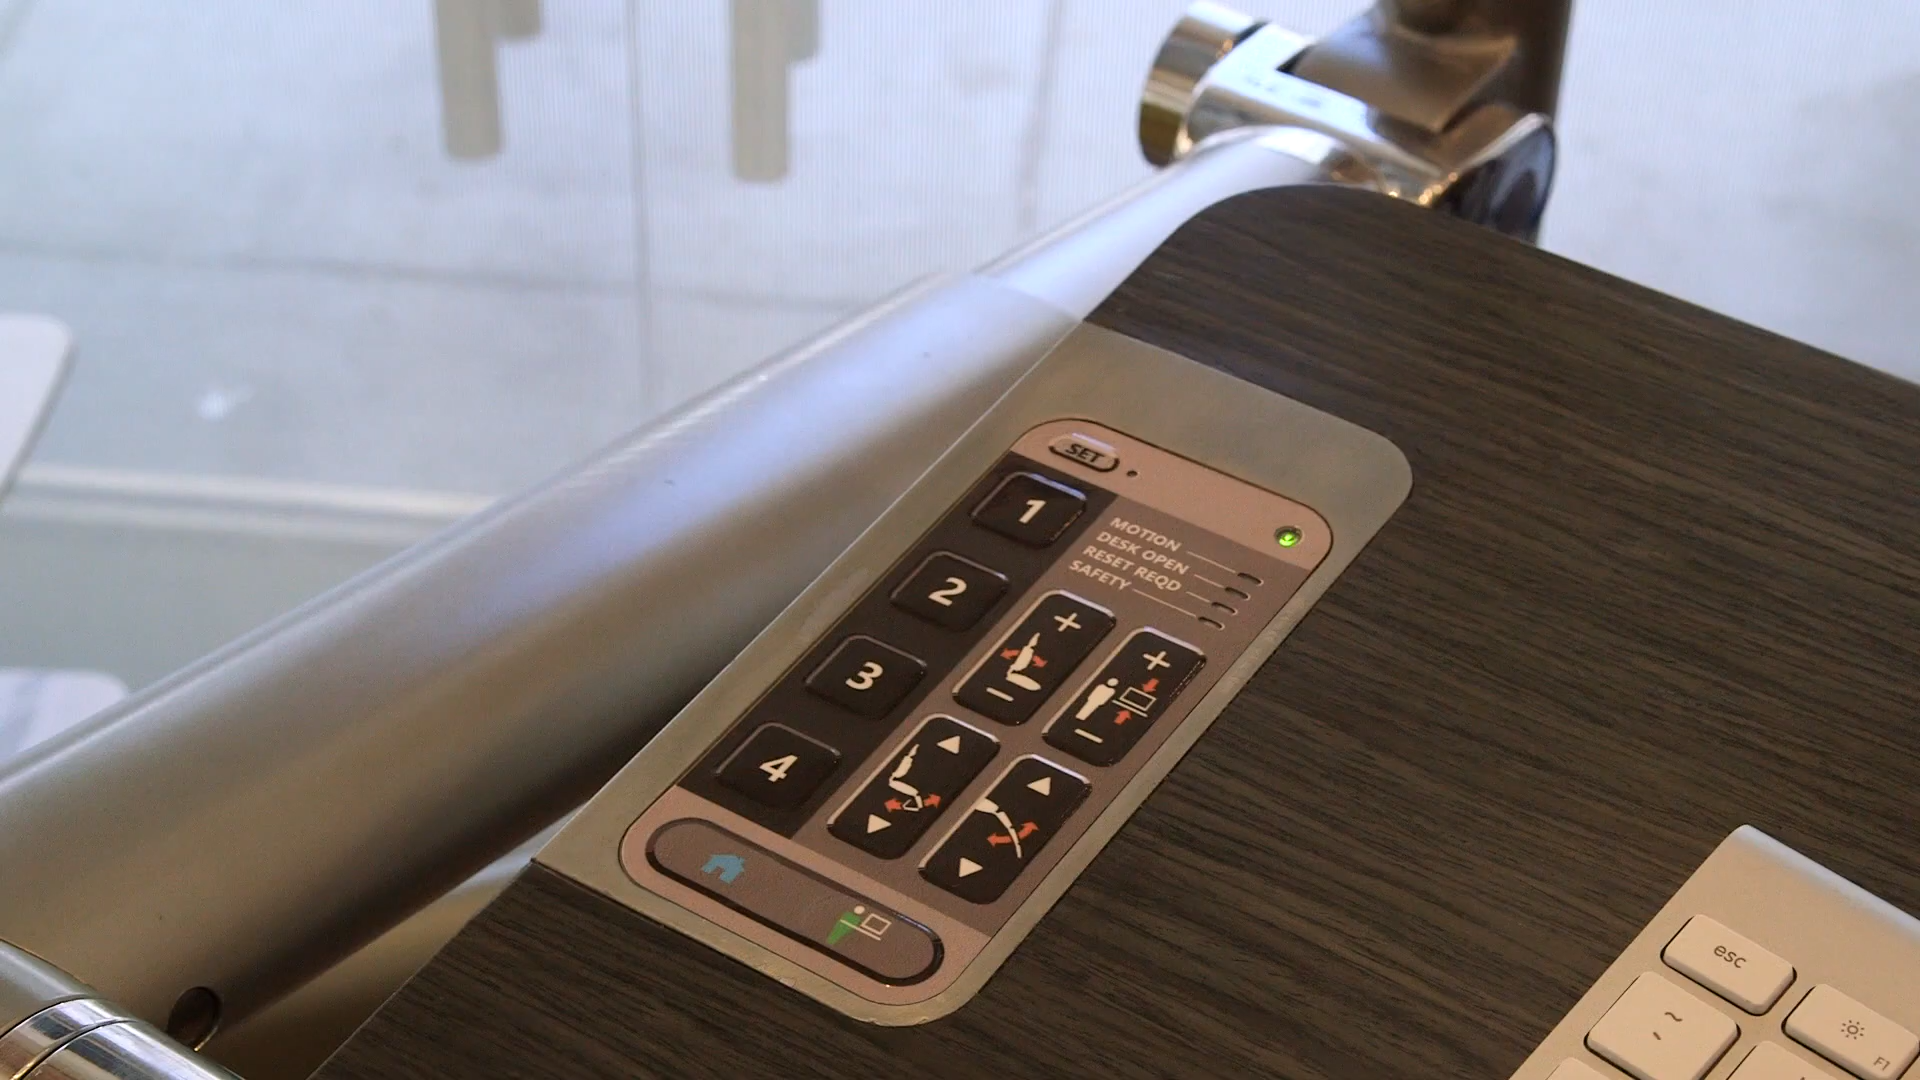 SET
1
MOTION
DESK OPEN
RESET REQD
SAFETY
2
+
+
3
−
−
4
esc
~
`
F1